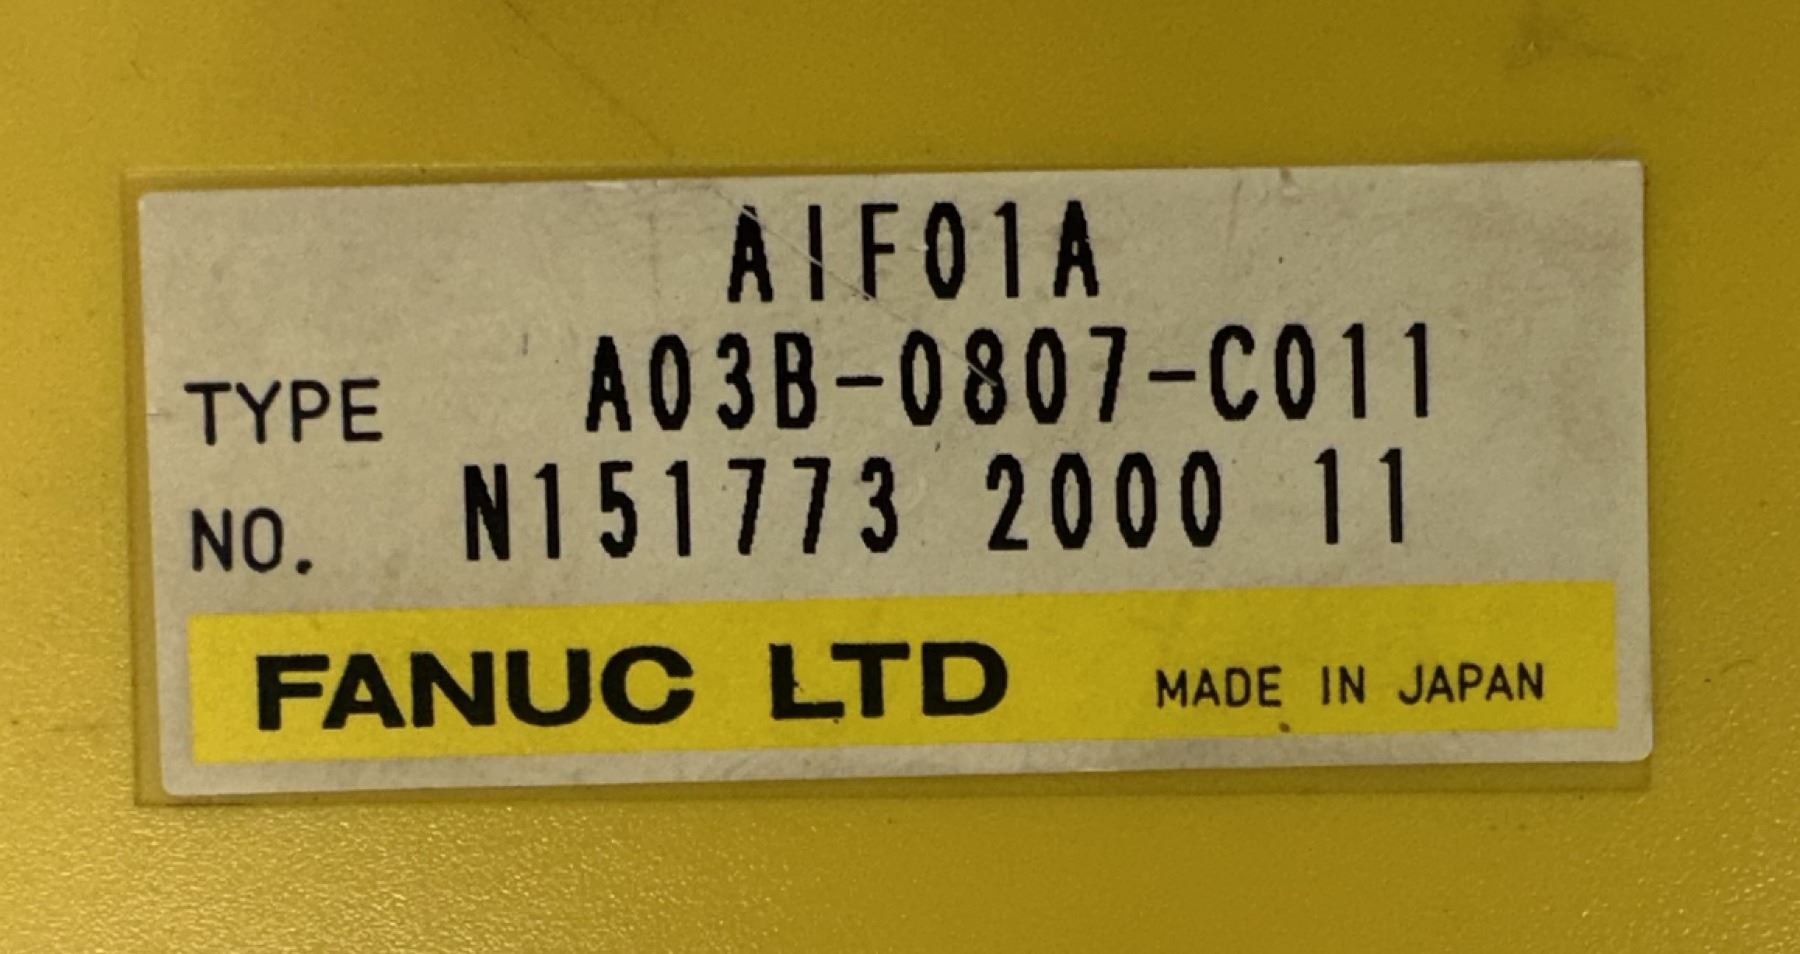 AIF01A
TYPE A03B-0807-C011
NO. N151773 2000 11
FANUC LTD MADE IN JAPAN